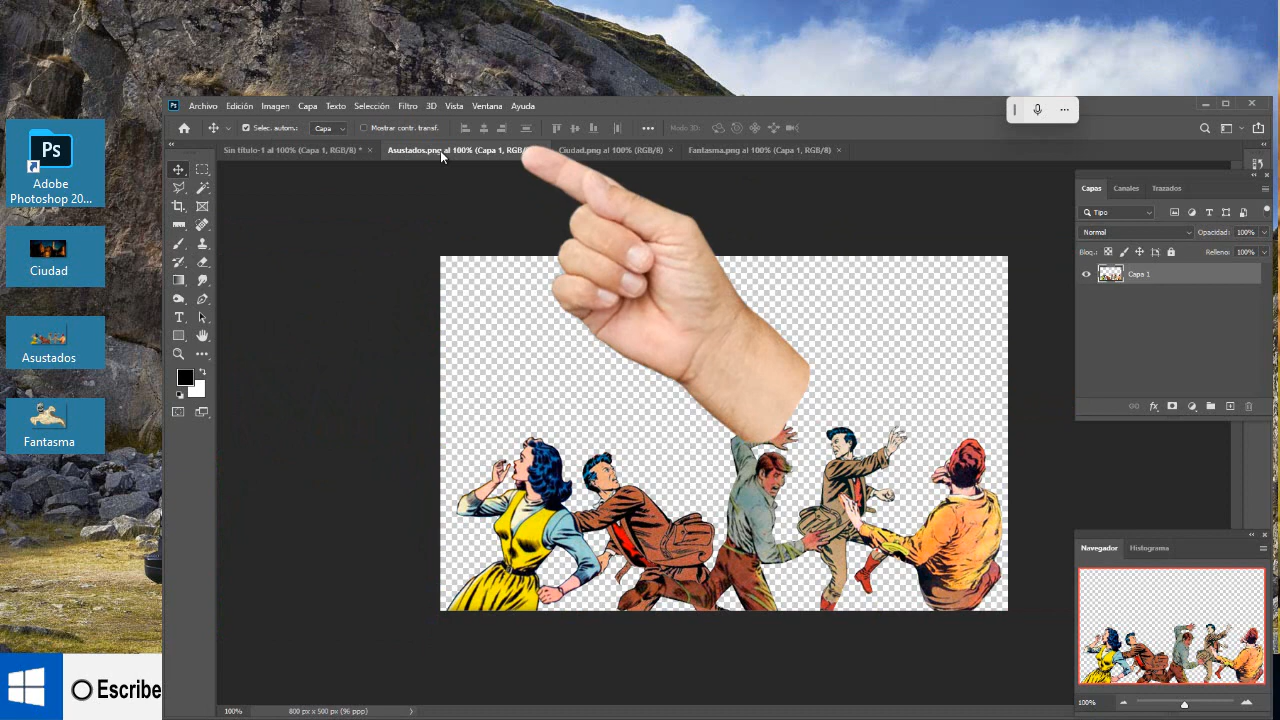 Archivo Edición Imagen Capa Texto Selección Filtro 3D Vista Ventana Ayuda
Selec. autom.: Capa Mostrar contr. transf. Modo 3D:
Sin título-1 al 100% (Capa 1, RGB/8) * × Asustados.png al 100% (Capa 1, RGB/8 Ciudad.png al 100% (RGB/8) × Fantasma.png al 100% (Capa 1, RGB/8) ×
Ps
Adobe
Photoshop 20...
Ciudad
Asustados
Fantasma
Capas Canales Trazados
Tipo
Normal Opacidad: 100%
Bloq.: Relleno: 100%
Capa 1
Navegador Histograma
100%
100% 800 px x 500 px (96 ppp)
Escribe